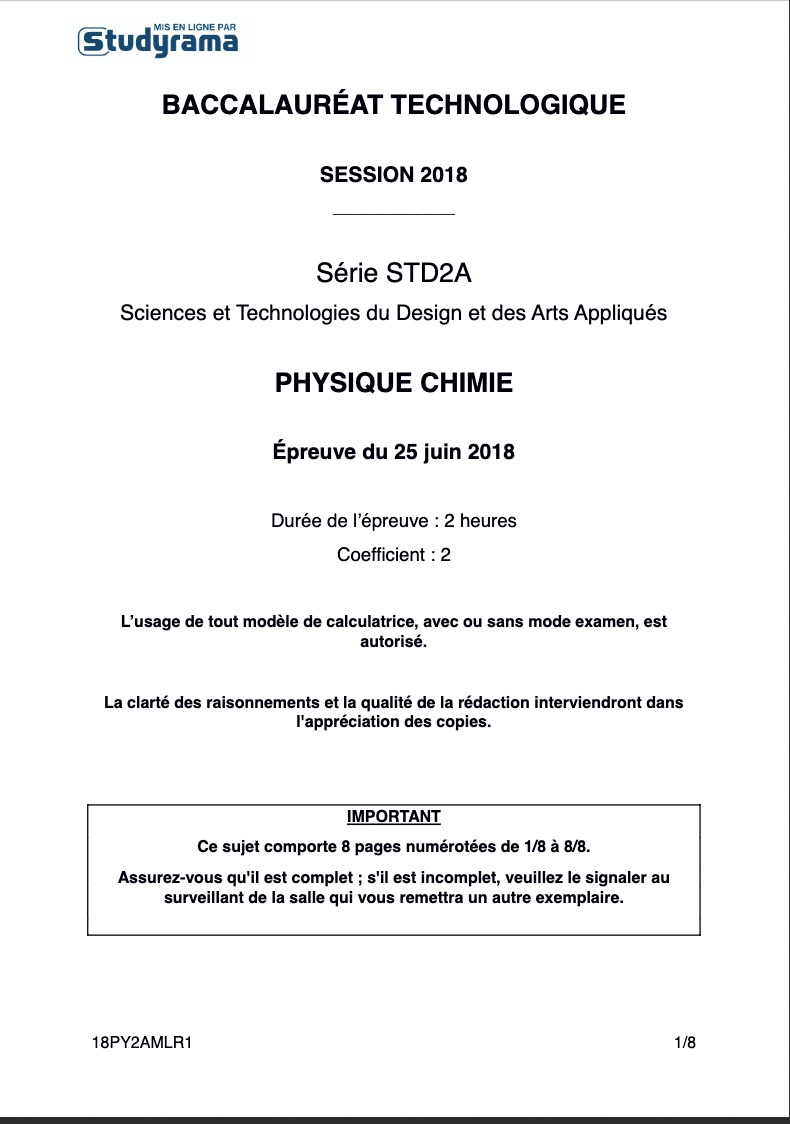 MIS EN LIGNE PAR
Studyrama
BACCALAURÉAT TECHNOLOGIQUE
SESSION 2018
Série STD2A
Sciences et Technologies du Design et des Arts Appliqués
PHYSIQUE CHIMIE
Épreuve du 25 juin 2018
Durée de l’épreuve : 2 heures
Coefficient : 2
L’usage de tout modèle de calculatrice, avec ou sans mode examen, est
autorisé.
La clarté des raisonnements et la qualité de la rédaction interviendront dans
l'appréciation des copies.
IMPORTANT
Ce sujet comporte 8 pages numérotées de 1/8 à 8/8.
Assurez-vous qu'il est complet ; s'il est incomplet, veuillez le signaler au
surveillant de la salle qui vous remettra un autre exemplaire.
18PY2AMLR1 1/8